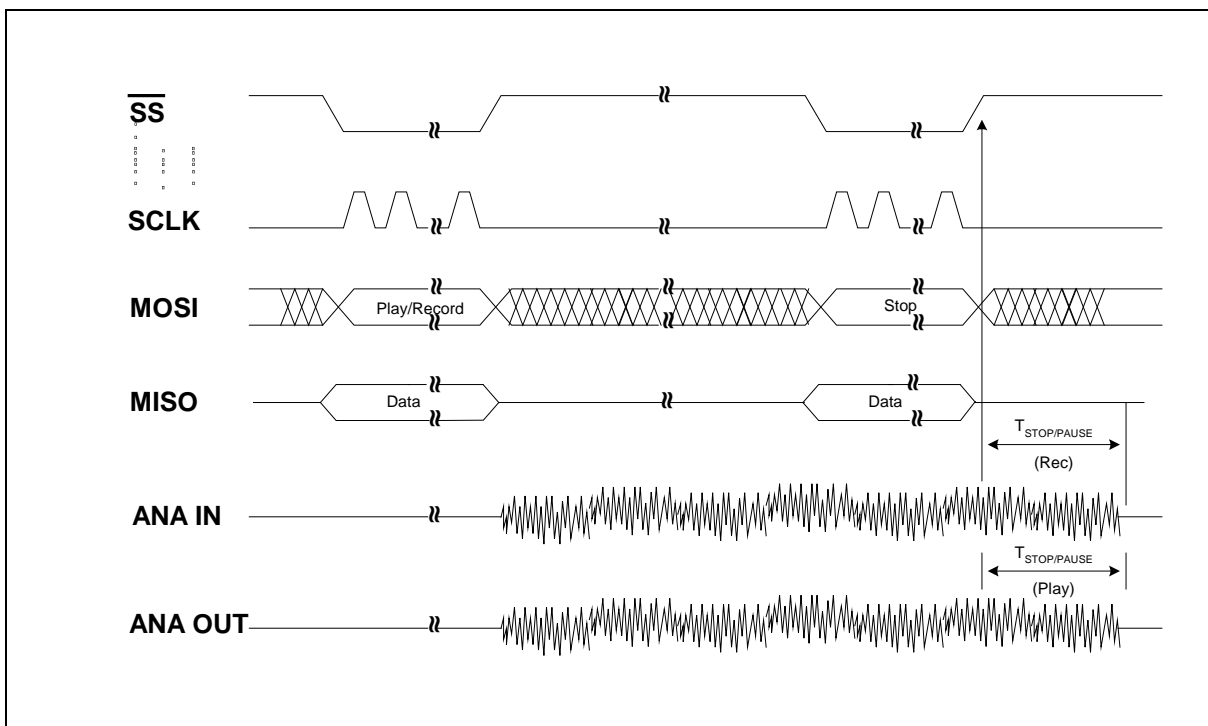 SS
SCLK
MOSI
Play/Record
Stop
MISO
Data
Data
TSTOP/PAUSE
(Rec)
ANA IN
TSTOP/PAUSE
(Play)
ANA OUT